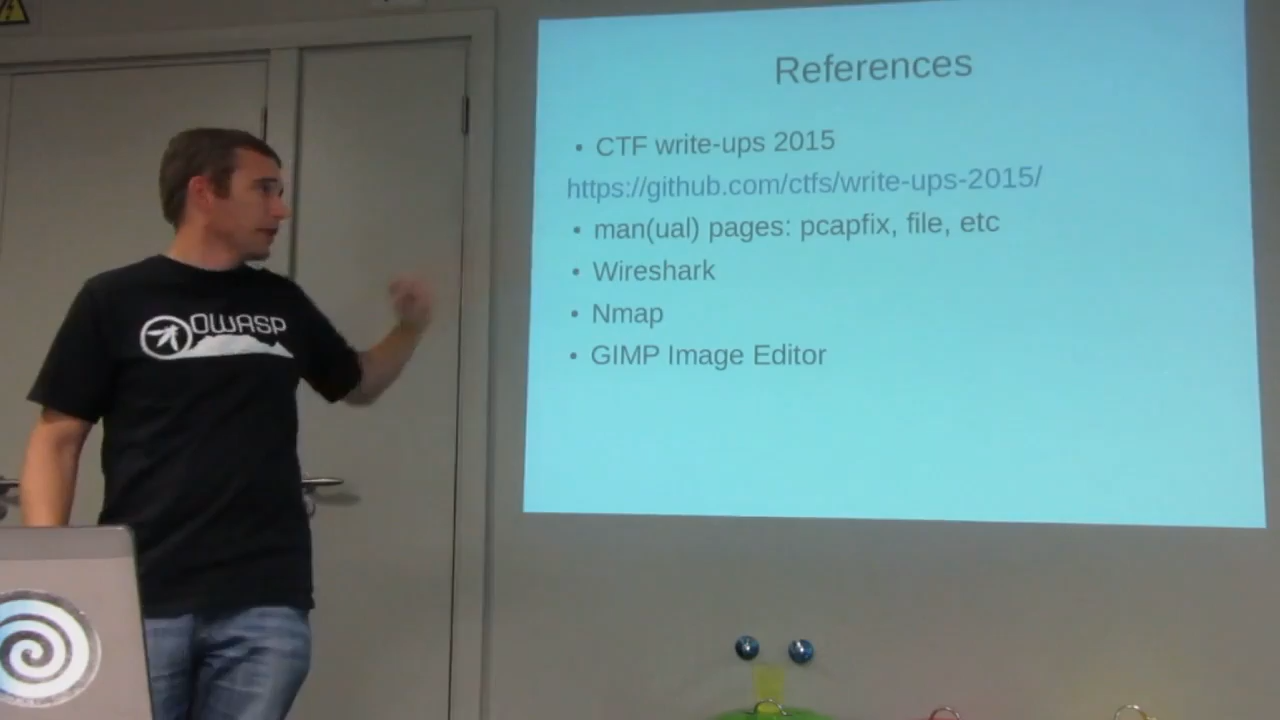 References
• CTF write-ups 2015
https://github.com/ctfs/write-ups-2015/
• man(ual) pages: pcapfix, file, etc
• Wireshark
• Nmap
• GIMP Image Editor
OWASP